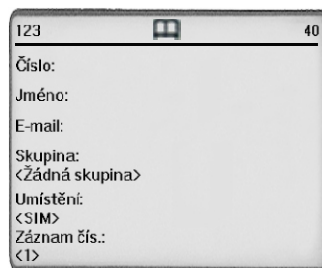 123 40
Číslo:
Jméno:
E-mail:
Skupina:
<Žádná skupina>
Umístění:
<SIM>
Záznam čís.:
<1>